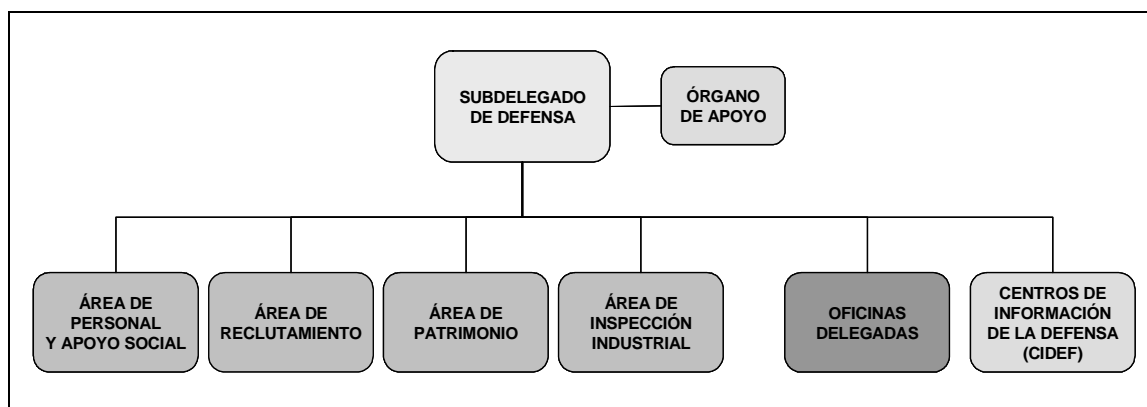 SUBDELEGADO
DE DEFENSA
ÓRGANO
DE APOYO
ÁREA DE
PERSONAL
Y APOYO SOCIAL
ÁREA DE
RECLUTAMIENTO
ÁREA DE
PATRIMONIO
ÁREA DE
INSPECCIÓN
INDUSTRIAL
OFICINAS
DELEGADAS
CENTROS DE
INFORMACIÓN
DE LA DEFENSA
(CIDEF)